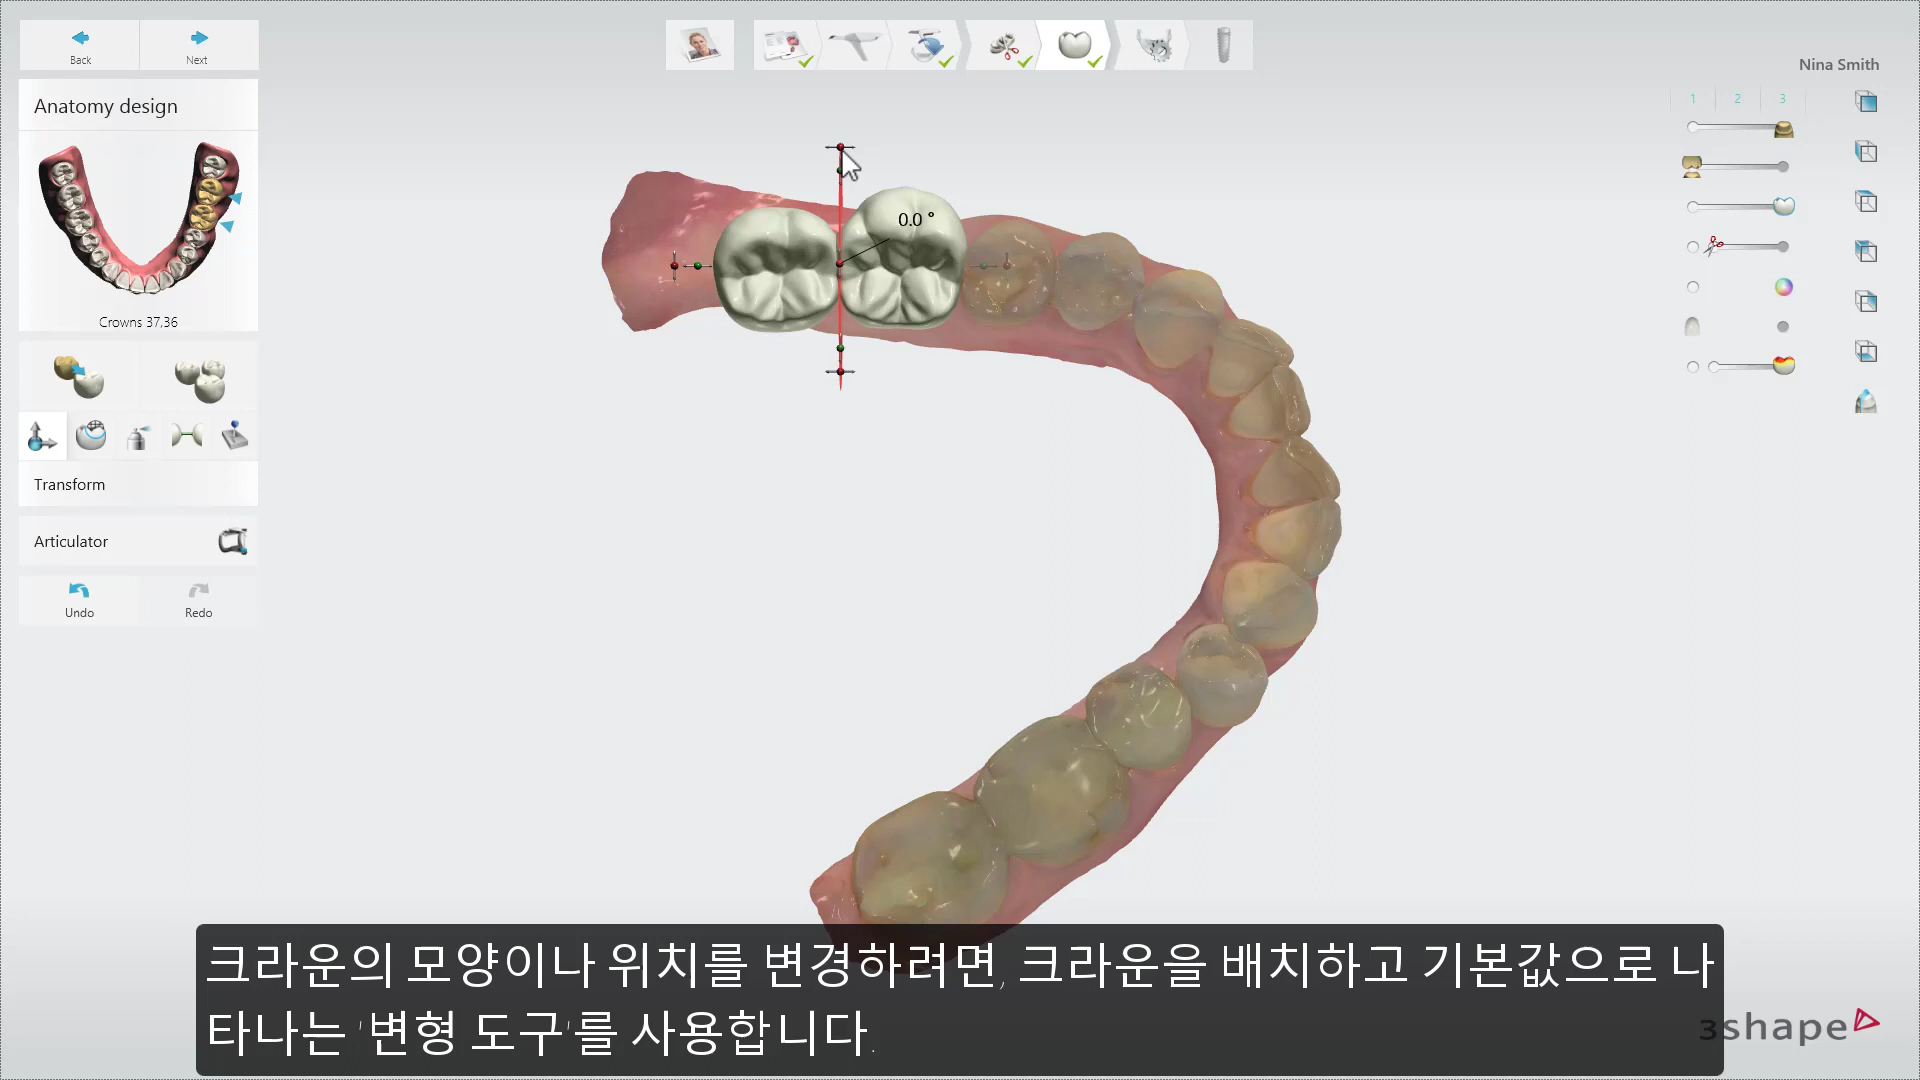 Back
Next
Nina Smith
Anatomy design
1 2 3
0.0 °
Crowns 37,36
Transform
Articulator
Undo
Redo
크라운의 모양이나 위치를 변경하려면, 크라운을 배치하고 기본값으로 나
타나는 '변형 도구'를 사용합니다.
3shape